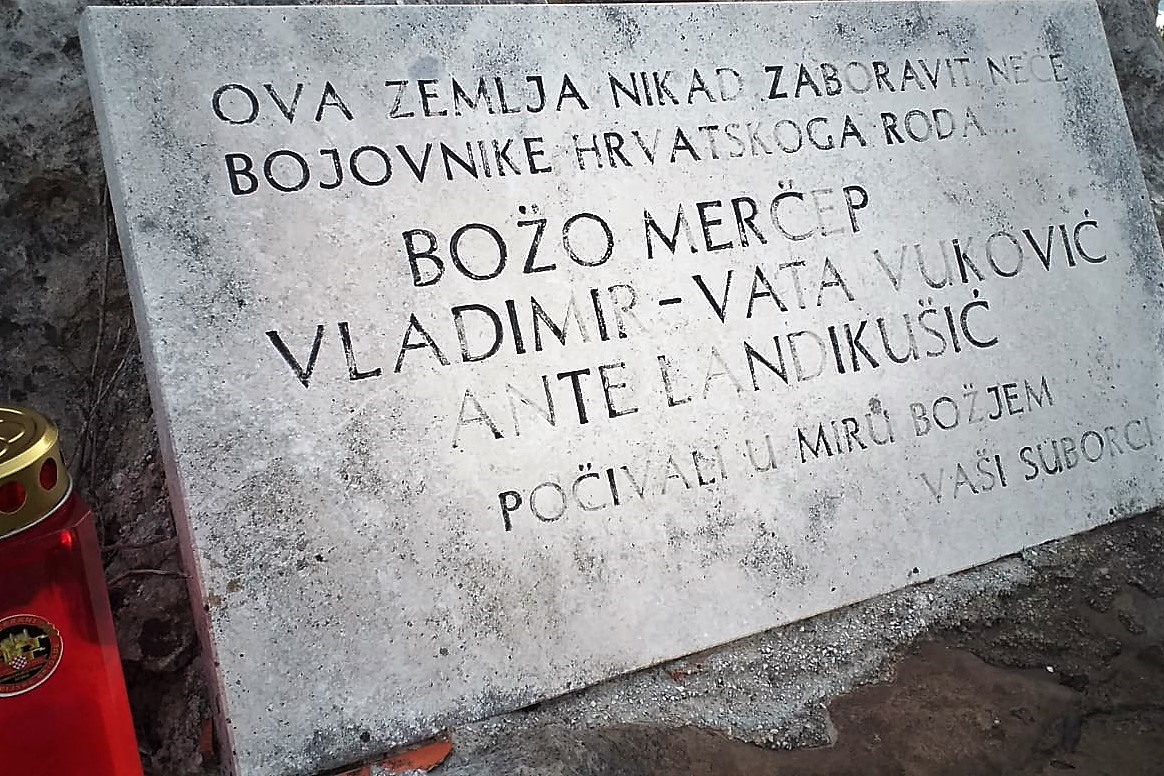 OVA ZEMLJA NIKAD ZABORAVIT NEĆE
BOJOVNIKE HRVATSKOGA RODA...
BOŽO MERČEP
VLADIMIR - VATA VUKOVIĆ
ANTE LANDIKUŠIĆ
POČIVALI U MIRU BOŽJEM
VAŠI SUBORCI